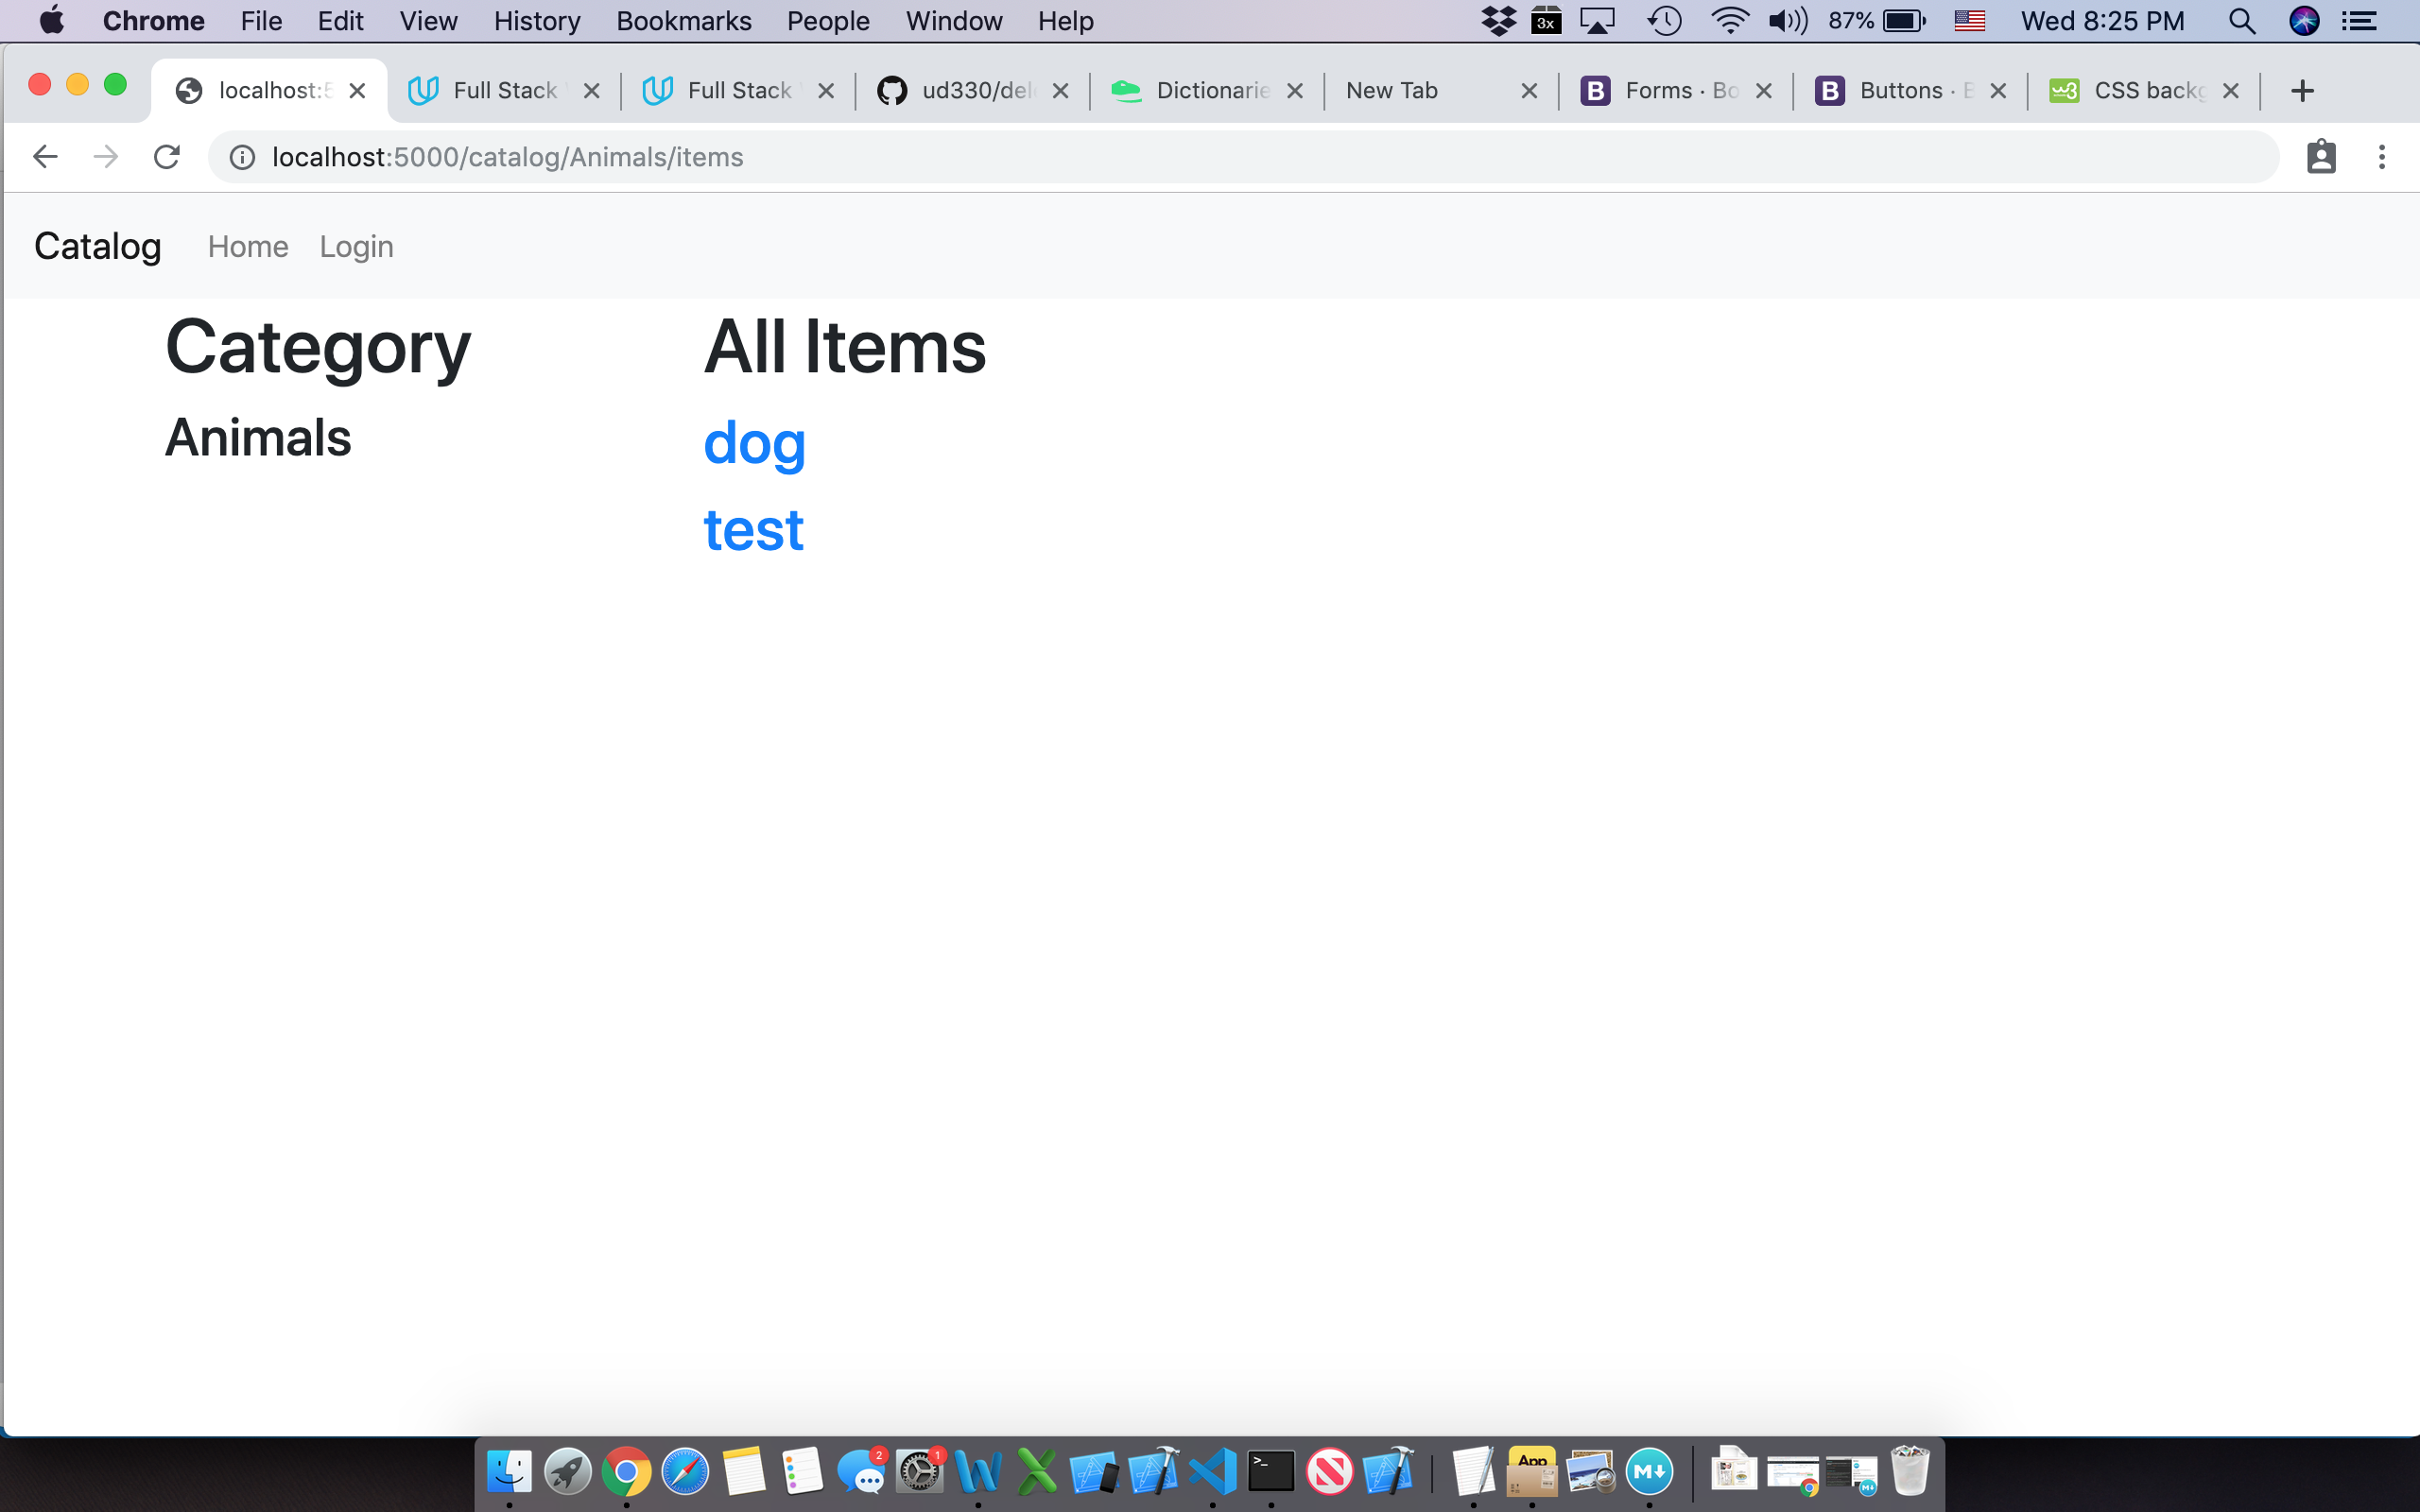 Chrome File Edit View History Bookmarks People Window Help 3x 87% Wed 8:25 PM
localhost:5 Full Stack Full Stack ud330/del Dictionarie New Tab B Forms · Bo B Buttons · w3 CSS backg
localhost:5000/catalog/Animals/items
Catalog Home Login
Category All Items
Animals dog
test
2 1 App